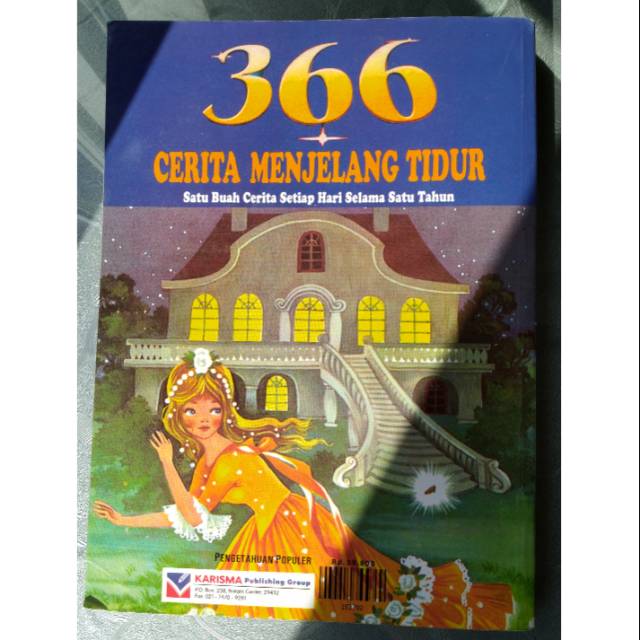 366
CERITA MENJELANG TIDUR
Satu Buah Cerita Setiap Hari Selama Satu Tahun
PENGETAHUAN POPULER
KARISMA Publishing Group